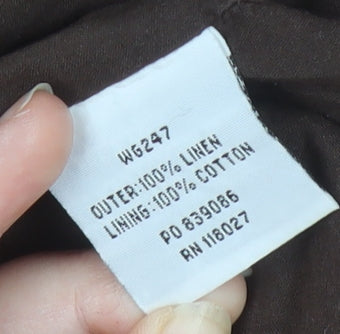 WG247
OUTER:100% LINEN
LINING:100% COTTON
PO 839086
RN 118027